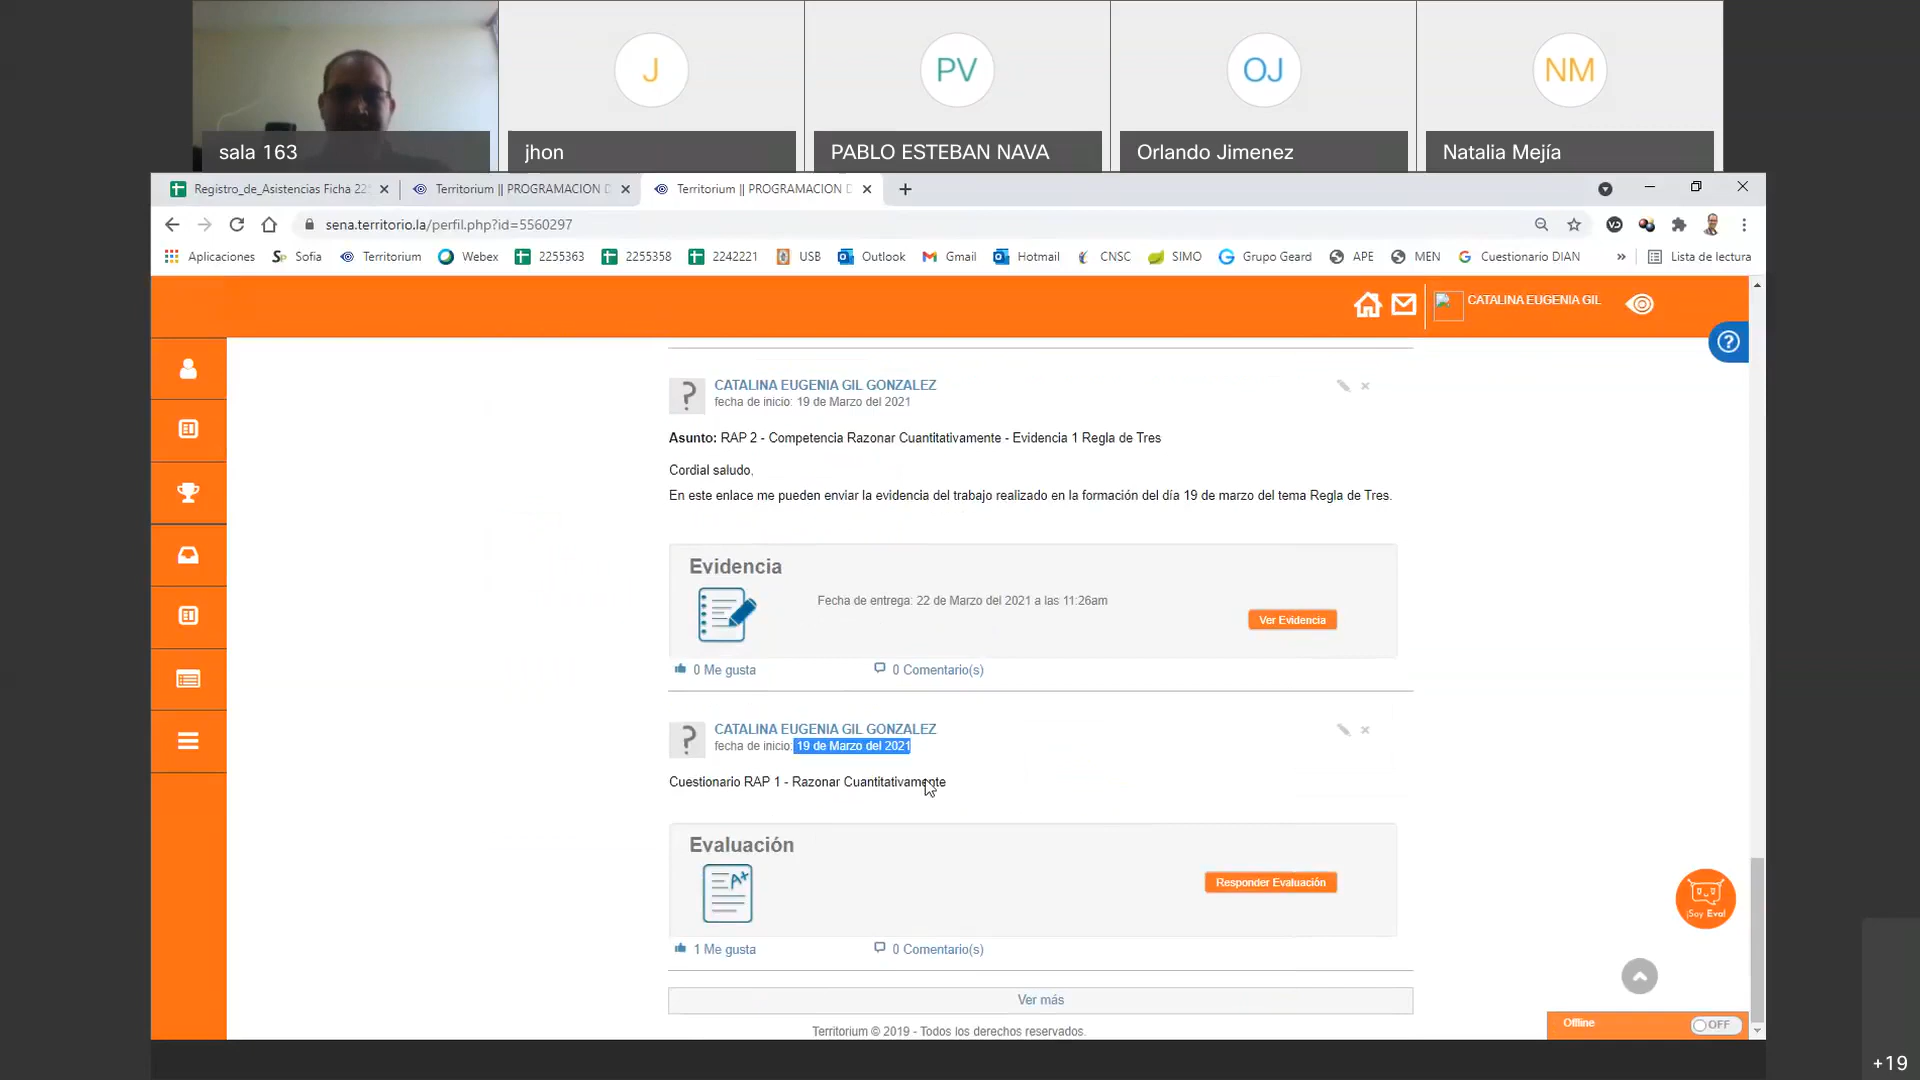 J
PV
OJ
NM
sala 163
jhon
PABLO ESTEBAN NAVA
Orlando Jimenez
Natalia Mejía
Registro_de_Asistencias Ficha 225
Territorium || PROGRAMACION D
Territorium || PROGRAMACION D
sena.territorio.la/perfil.php?id=5560297
Aplicaciones
Sofia
Territorium
Webex
2255363
2255358
2242221
USB
Outlook
Gmail
Hotmail
CNSC
SIMO
Grupo Geard
APE
MEN
Cuestionario DIAN
»
Lista de lectura
CATALINA EUGENIA GIL
CATALINA EUGENIA GIL GONZALEZ
fecha de inicio: 19 de Marzo del 2021
Asunto: RAP 2 - Competencia Razonar Cuantitativamente - Evidencia 1 Regla de Tres
Cordial saludo,
En este enlace me pueden enviar la evidencia del trabajo realizado en la formación del día 19 de marzo del tema Regla de Tres.
Evidencia
Fecha de entrega: 22 de Marzo del 2021 a las 11:26am
Ver Evidencia
0 Me gusta
0 Comentario(s)
CATALINA EUGENIA GIL GONZALEZ
fecha de inicio: 19 de Marzo del 2021
Cuestionario RAP 1 - Razonar Cuantitativamente
Evaluación
A+
Responder Evaluación
1 Me gusta
0 Comentario(s)
¡Soy Eva!
Ver más
Territorium © 2019 - Todos los derechos reservados.
Offline
OFF
+19